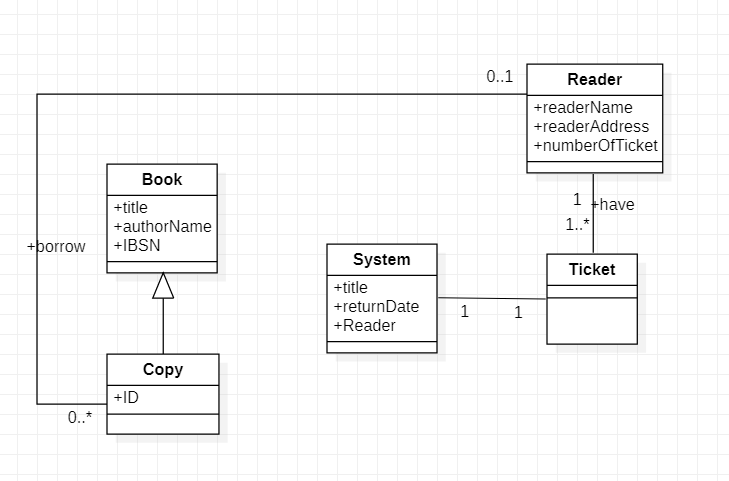 0..1
Reader
+readerName
+readerAddress
+numberOfTicket
Book
+title
+authorName
+IBSN
1
+have
1..*
+borrow
System
+title
+returnDate
+Reader
Ticket
1
1
Copy
+ID
0..*